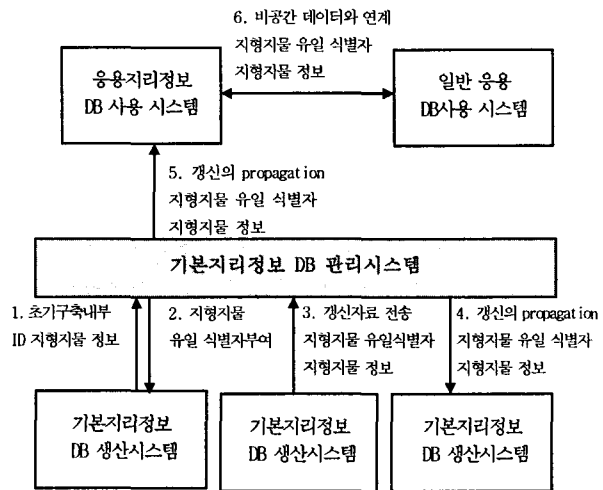 6. 비공간 데이터와 연계
지형지물 유일 식별자
지형지물 정보
응용지리정보
DB 사용 시스템
일반 응용
DB사용 시스템
5. 갱신의 propagation
지형지물 유일 식별자
지형지물 정보
기본지리정보 DB 관리시스템
1. 초기구축내부
ID 지형지물 정보
2. 지형지물
유일 식별자부여
3. 갱신자료 전송
지형지물 유일식별자
지형지물 정보
4. 갱신의 propagation
지형지물 유일 식별자
지형지물 정보
기본지리정보
DB 생산시스템
기본지리정보
DB 생산시스템
기본지리정보
DB 생산시스템